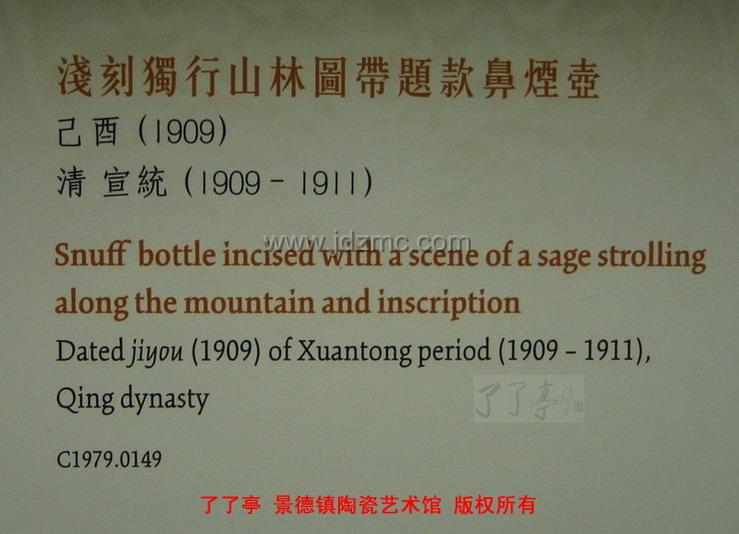 淺刻獨行山林圖帶題款鼻煙壺
己酉 (1909)
清 宣統 (1909 - 1911)
www.jdzmc.com
Snuff bottle incised with a scene of a sage strolling
along the mountain and inscription
Dated jiyou (1909) of Xuantong period (1909 – 1911),
Qing dynasty
了了亭
C1979.0149
了了亭 景德镇陶瓷艺术馆 版权所有